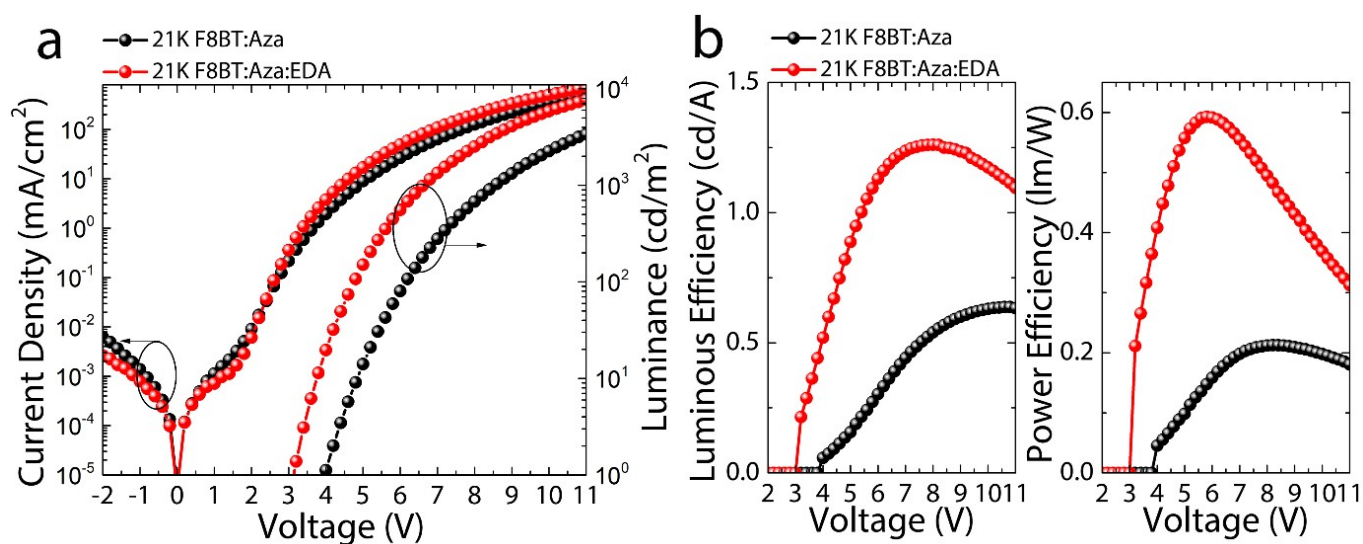 a
21K F8BT:Aza
21K F8BT:Aza:EDA
Current Density (mA/cm²)
10²
10¹
10⁰
10⁻¹
10⁻²
10⁻³
10⁻⁴
10⁻⁵
-2 -1 0 1 2 3 4 5 6 7 8 9 10 11
Voltage (V)
10⁴
10³
10²
10¹
10⁰
Luminance (cd/m²)
b
21K F8BT:Aza
21K F8BT:Aza:EDA
Luminous Efficiency (cd/A)
1.5
1.0
0.5
0.0
2 3 4 5 6 7 8 9 1011
Voltage (V)
Power Efficiency (lm/W)
0.6
0.4
0.2
0.0
2 3 4 5 6 7 8 9 1011
Voltage (V)